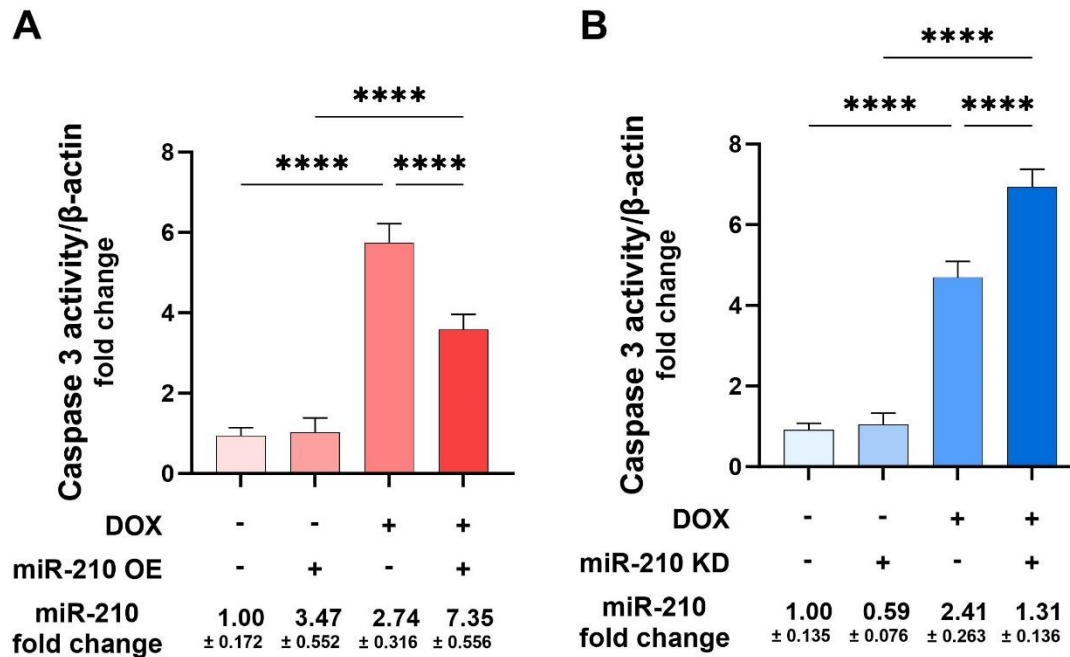 A
Caspase 3 activity/β-actin
fold change
8
6
4
2
0
****
****
****
DOX - - + +
miR-210 OE - + - +
miR-210 1.00 3.47 2.74 7.35
fold change ± 0.172 ± 0.552 ± 0.316 ± 0.556
B
Caspase 3 activity/β-actin
fold change
8
6
4
2
0
****
****
****
DOX - - + +
miR-210 KD - + - +
miR-210 1.00 0.59 2.41 1.31
fold change ± 0.135 ± 0.076 ± 0.263 ± 0.136